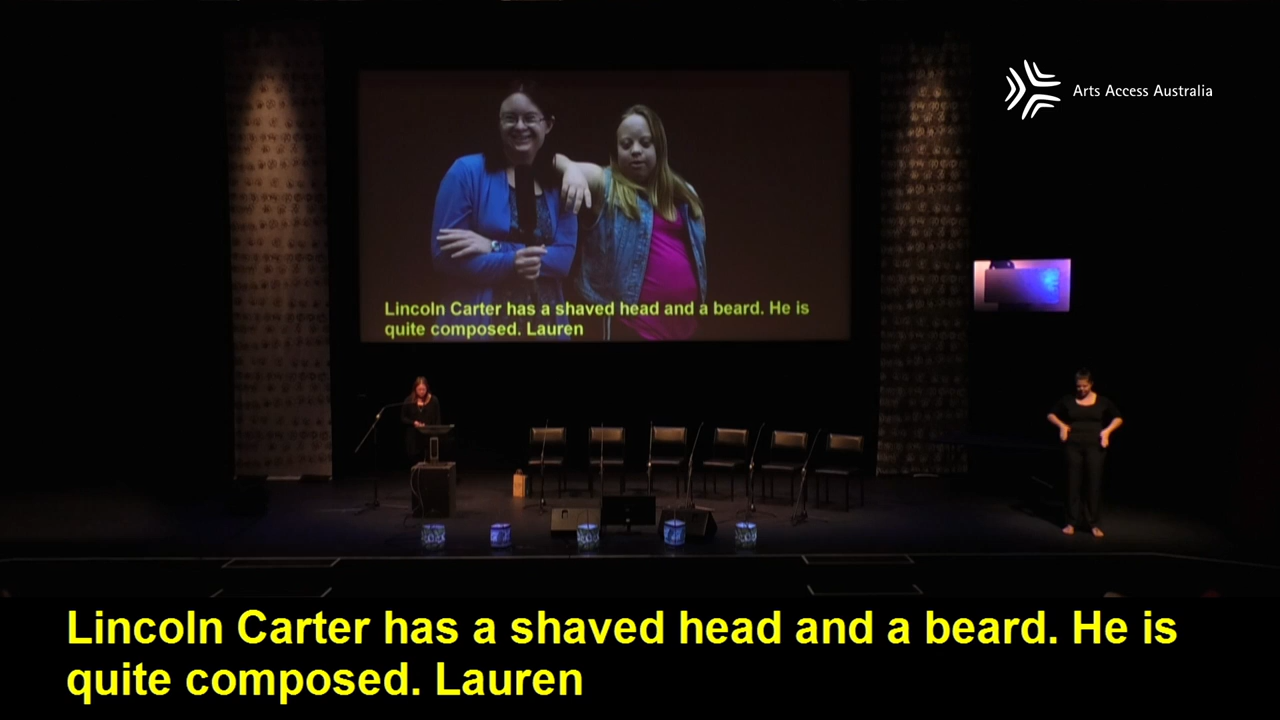 Arts Access Australia
Lincoln Carter has a shaved head and a beard. He is
quite composed. Lauren
Lincoln Carter has a shaved head and a beard. He is
quite composed. Lauren